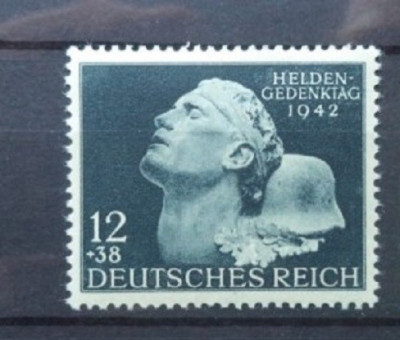 HELDEN-
GEDENKTAG
1942
12
+38
DEUTSCHES REICH